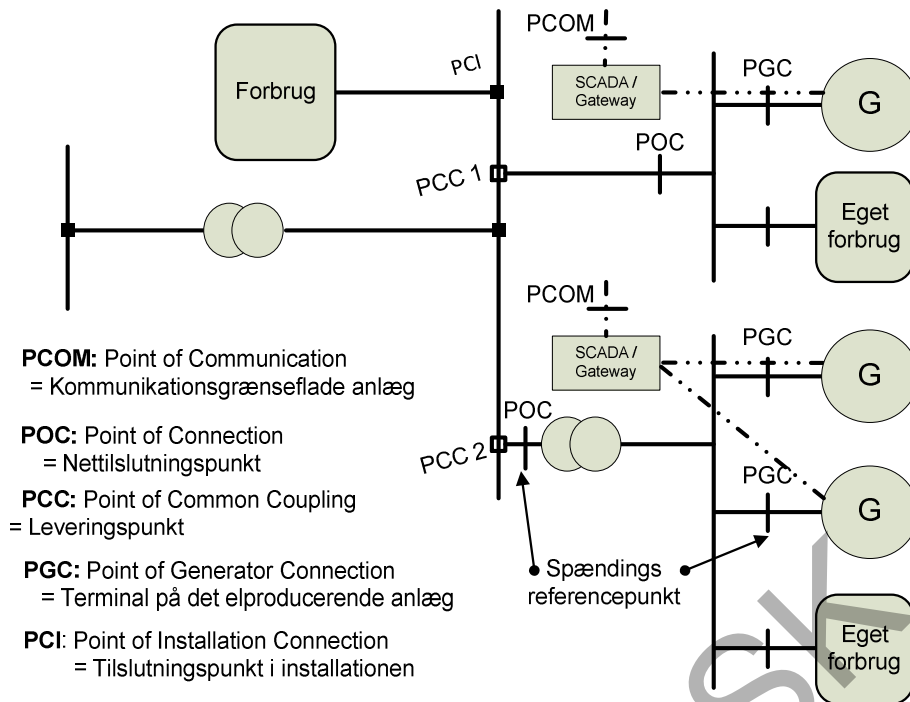 PCOM
PCI
Forbrug
SCADA /
Gateway
PGC
G
POC
PCC 1
Eget
forbrug
PCOM
SCADA /
Gateway
PGC
G
POC
PCC 2
PGC
G
Spændings
referencepunkt
Eget
forbrug
PCOM: Point of Communication
= Kommunikationsgrænseflade anlæg
POC: Point of Connection
= Nettilslutningspunkt
PCC: Point of Common Coupling
= Leveringspunkt
PGC: Point of Generator Connection
= Terminal på det elproducerende anlæg
PCI: Point of Installation Connection
= Tilslutningspunkt i installationen
SK